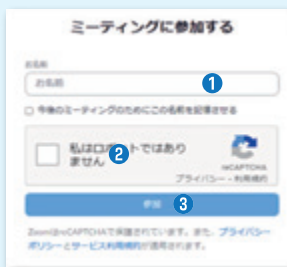 ミーティングに参加する
お名前
お名前
1
今後のミーティングのためにこの名前を記憶させる
私はロボットではあり
ません
2
reCAPTCHA
プライバシー - 利用規約
参加
3
ZoomはreCAPTCHAで保護されています。また、プライバシー
ポリシーとサービス利用規約が適用されます。